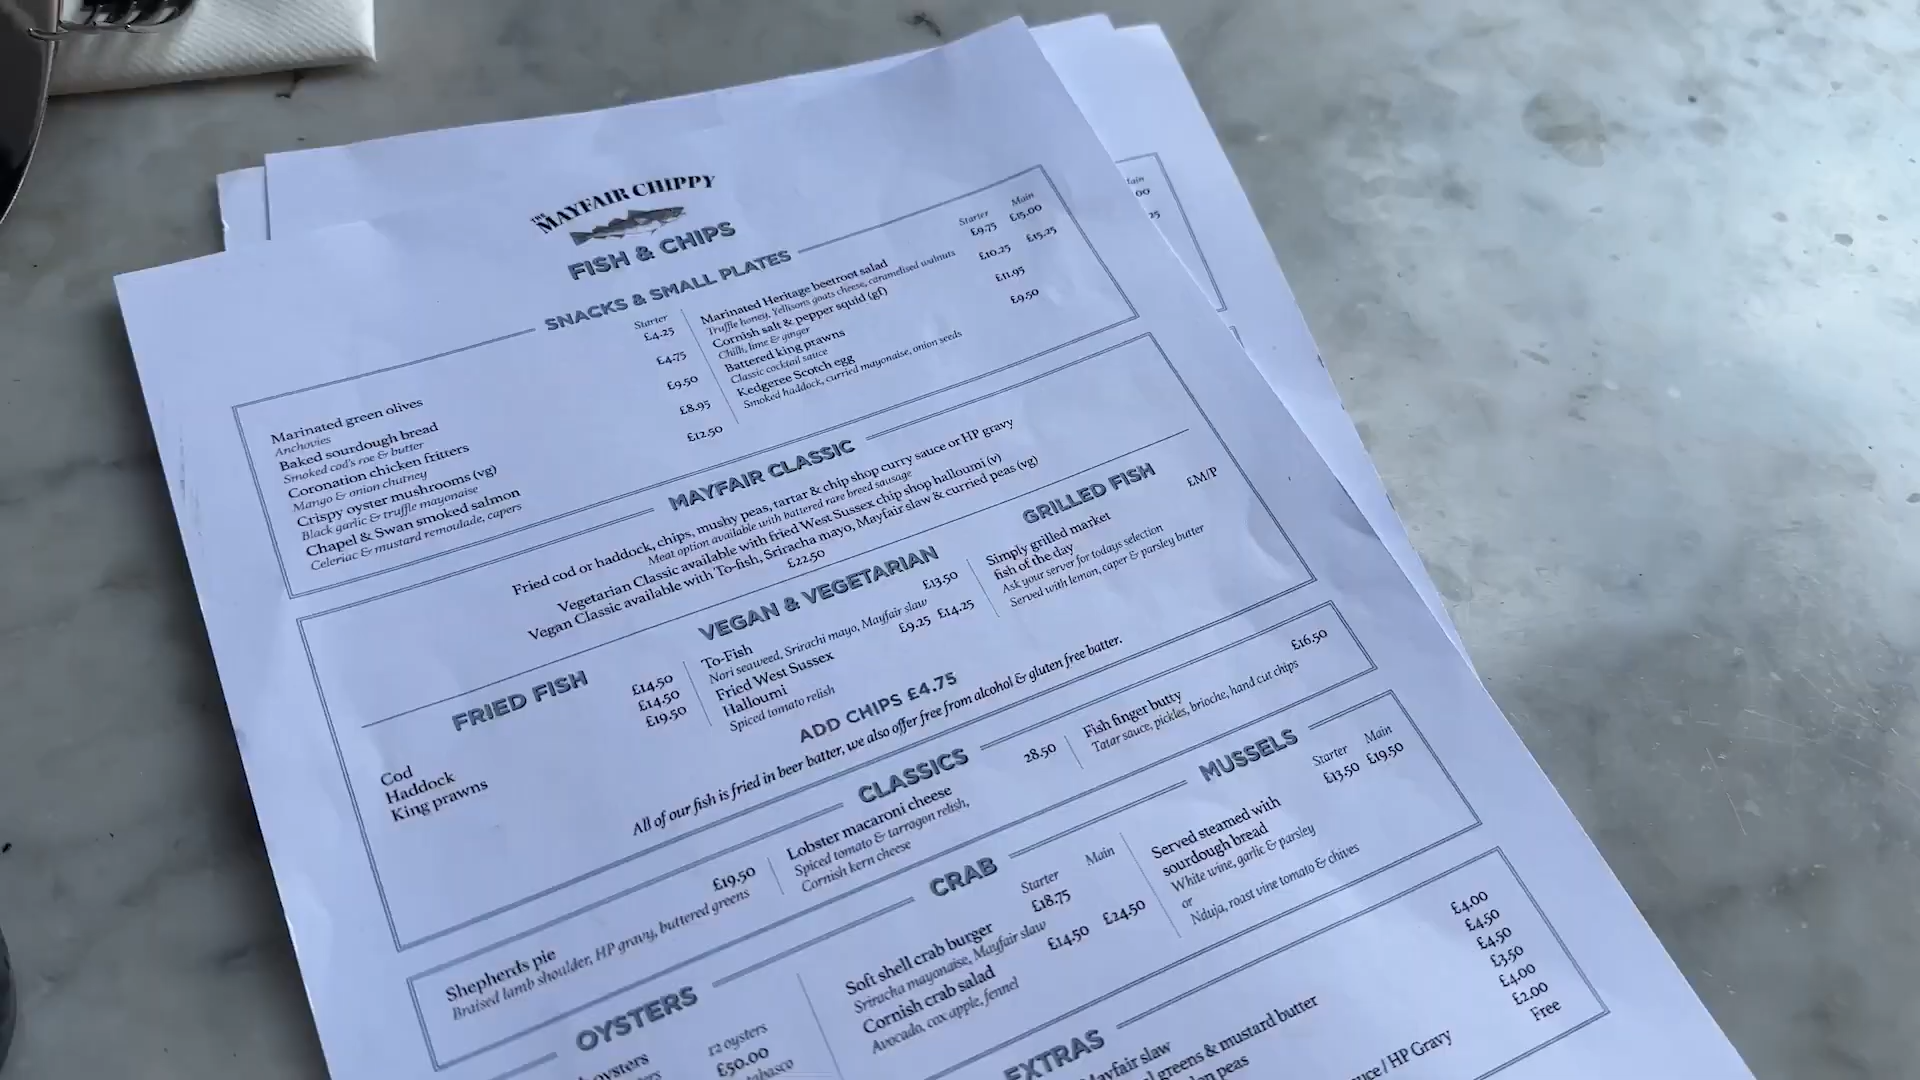 THE
MAYFAIR CHIPPY
FISH & CHIPS
SNACKS & SMALL PLATES
Starter
Marinated green olives £4.25
Anchovies
Baked sourdough bread £4.75
Smoked cod's roe & butter
Coronation chicken fritters £9.50
Mango & onion chutney
Crispy oyster mushrooms (vg) £8.95
Black garlic & truffle mayonaise
Chapel & Swan smoked salmon £12.50
Celeriac & mustard remoulade, capers
Starter Main
Marinated Heritage beetroot salad £9.75 £15.00
Truffle honey, Yellisons goats cheese, caramelised walnuts
Cornish salt & pepper squid (gf) £10.25 £15.25
Chilli, lime & ginger
Battered king prawns £11.95
Classic cocktail sauce
Kedgeree Scotch egg £9.50
Smoked haddock, curried mayonaise, onion seeds
MAYFAIR CLASSIC
Fried cod or haddock, chips, mushy peas, tartar & chip shop curry sauce or HP gravy
Meat option available with battered rare breed sausage
Vegetarian Classic available with fried West Sussex chip shop halloumi (v)
Vegan Classic available with To-fish, Sriracha mayo, Mayfair slaw & curried peas (vg)
£22.50
FRIED FISH
Cod £14.50
Haddock £14.50
King prawns £19.50
VEGAN & VEGETARIAN
To-Fish £13.50
Nori seaweed, Srirachi mayo, Mayfair slaw
Fried West Sussex £9.25 £14.25
Halloumi
Spiced tomato relish
GRILLED FISH
Simply grilled market £M/P
fish of the day
Ask your server for todays selection
Served with lemon, caper & parsley butter
ADD CHIPS £4.75
All of our fish is fried in beer batter, we also offer free from alcohol & gluten free batter.
CLASSICS
Shepherds pie £19.50
Braised lamb shoulder, HP gravy, buttered greens
Lobster macaroni cheese 28.50
Spiced tomato & tarragon relish,
Cornish kern cheese
Fish finger butty £16.50
Tatar sauce, pickles, brioche, hand cut chips
OYSTERS
12 oysters
oysters £50.00
CRAB
Starter Main
Soft shell crab burger £18.75
Sriracha mayonaise, Mayfair slaw
Cornish crab salad £14.50 £24.50
Avocado, cox apple, fennel
MUSSELS
Starter Main
Served steamed with £13.50 £19.50
sourdough bread
White wine, garlic & parsley
or
Nduja, roast vine tomato & chives
EXTRAS
Mayfair slaw
greens & mustard butter
peas
/ HP Gravy
£4.00
£4.50
£4.50
£3.50
£4.00
£2.00
Free